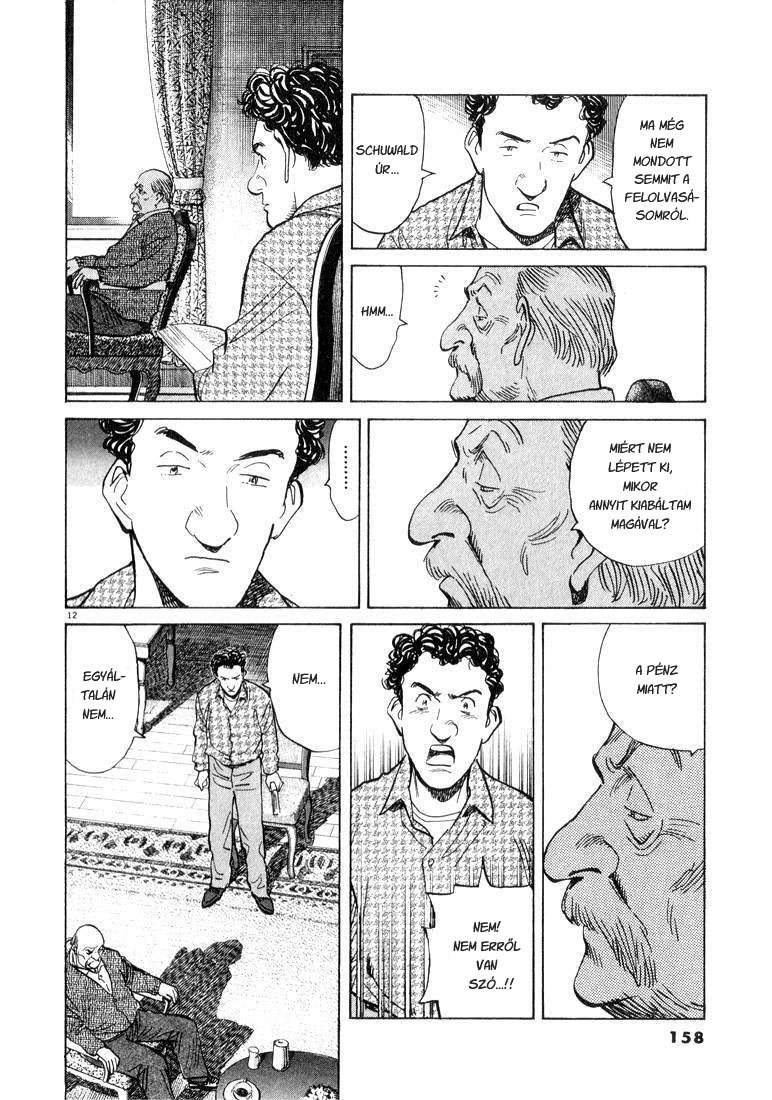 MA MÉG
NEM
MONDOTT
SEMMIT A
FELOLVASÁ-
SOMRÓL.
SCHUWALD
ÚR...
HMM...
MIÉRT NEM
LÉPETT KI,
MIKOR
ANNYIT KIABÁLTAM
MAGÁVAL?
.........
12
A PÉNZ
MIATT?
NEM!
NEM ERRŐL
VAN
SZÓ...!!
NEM...
EGYÁL-
TALÁN
NEM...
158